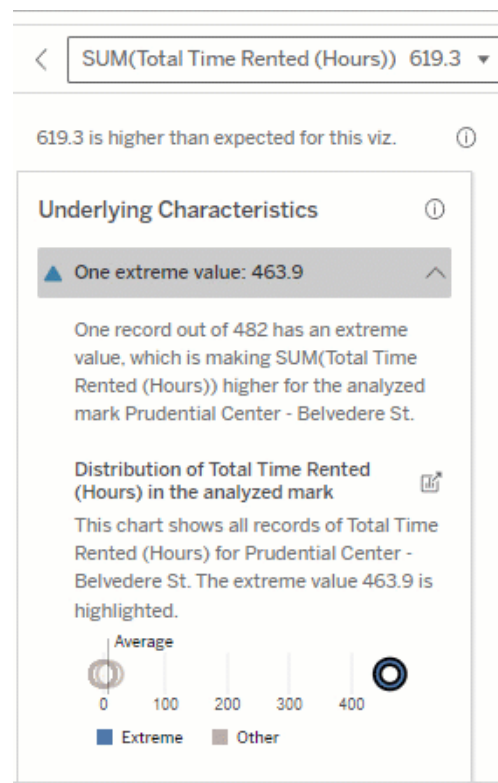 SUM(Total Time Rented (Hours)) 619.3
619.3 is higher than expected for this viz.
Underlying Characteristics
One extreme value: 463.9
One record out of 482 has an extreme
value, which is making SUM(Total Time
Rented (Hours)) higher for the analyzed
mark Prudential Center - Belvedere St.
Distribution of Total Time Rented
(Hours) in the analyzed mark
This chart shows all records of Total Time
Rented (Hours) for Prudential Center -
Belvedere St. The extreme value 463.9 is
highlighted.
Average
0 100 200 300 400
Extreme Other